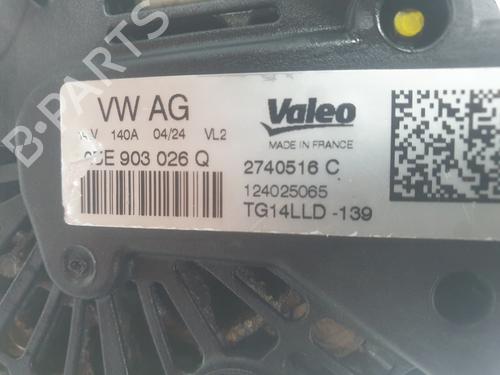 B-PARTS
VW AG
V 140A 04/24 VL2
903 026 Q
Valeo
MADE IN FRANCE
2740516 C
124025065
TG14LLD -139